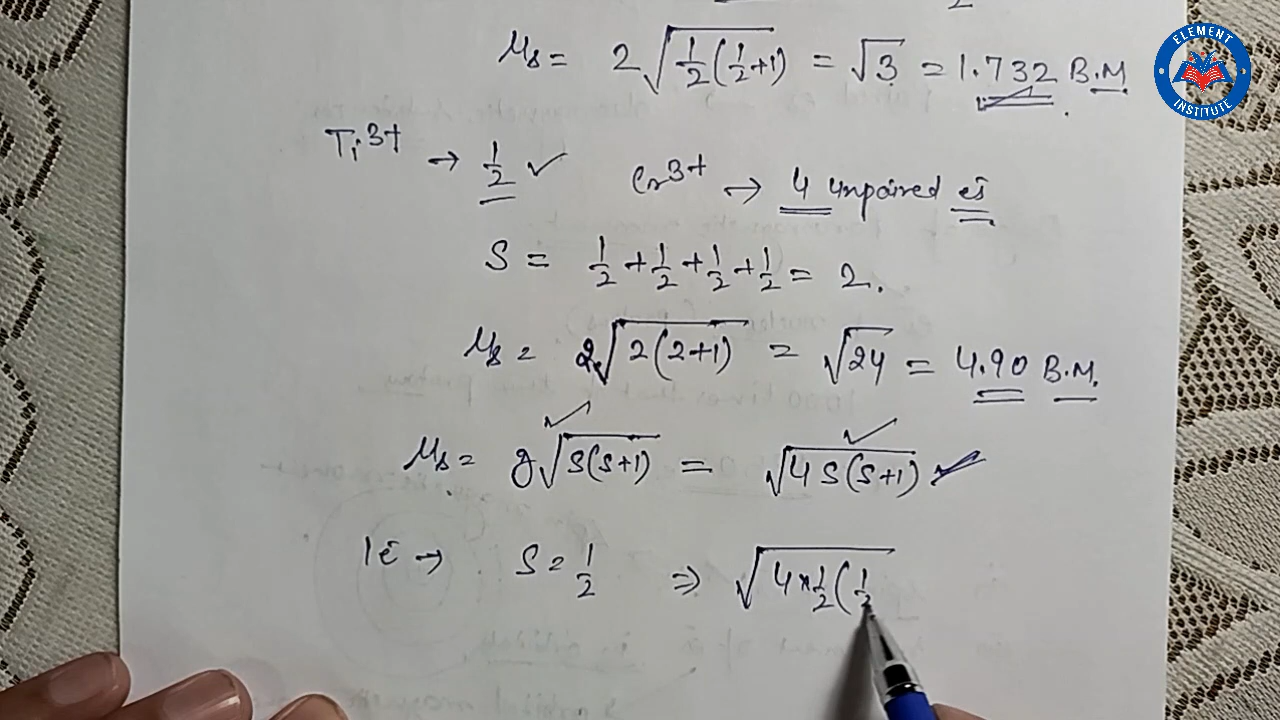 2
μs = 2√(1/2(1/2+1)) = √3 = 1.732 B.M
Ti³⁺ → 1/2 ✓ Cr³⁺ → 4 unpaired es
S = 1/2 + 1/2 + 1/2 + 1/2 = 2.
μs = 2√(2(2+1)) = √24 = 4.90 B.M.
μs = g√(s(s+1)) = √(4s(s+1))
1e → S = 1/2 ⇒ √(4×1/2(1/2
ELEMENT
INSTITUTE